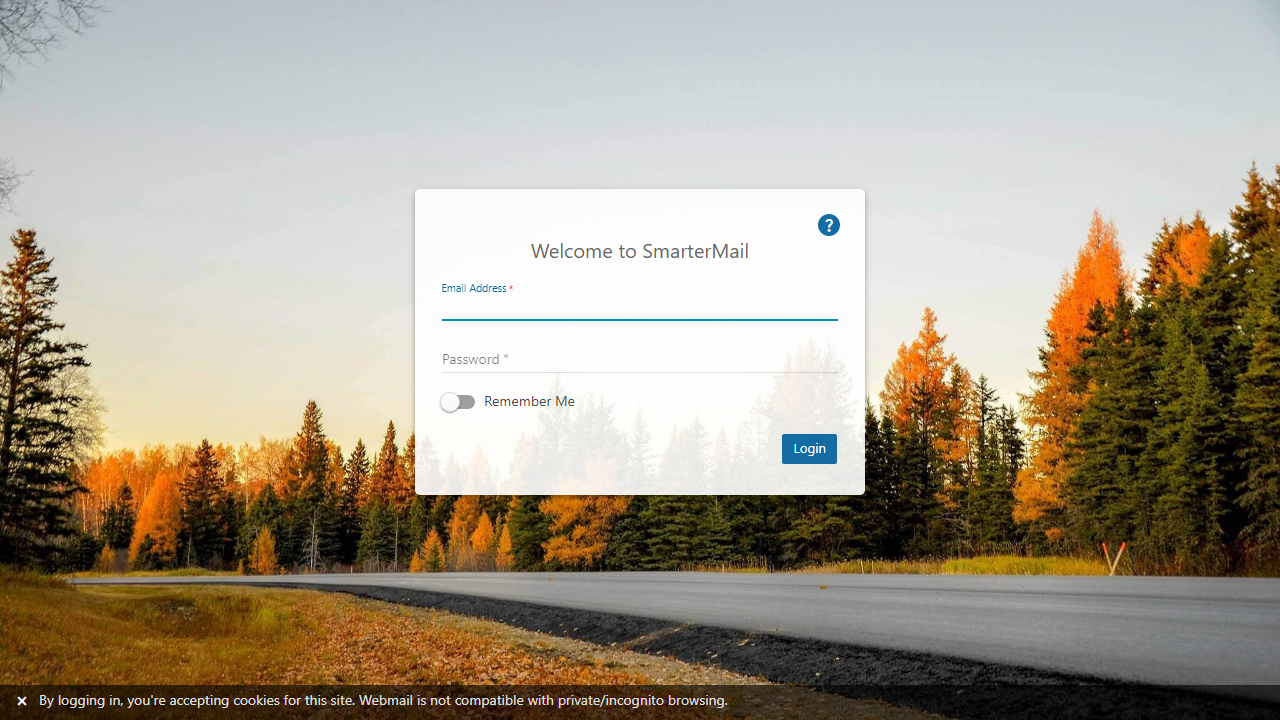 ?
Welcome to SmarterMail
Email Address *
Password *
Remember Me
Login
× By logging in, you're accepting cookies for this site. Webmail is not compatible with private/incognito browsing.